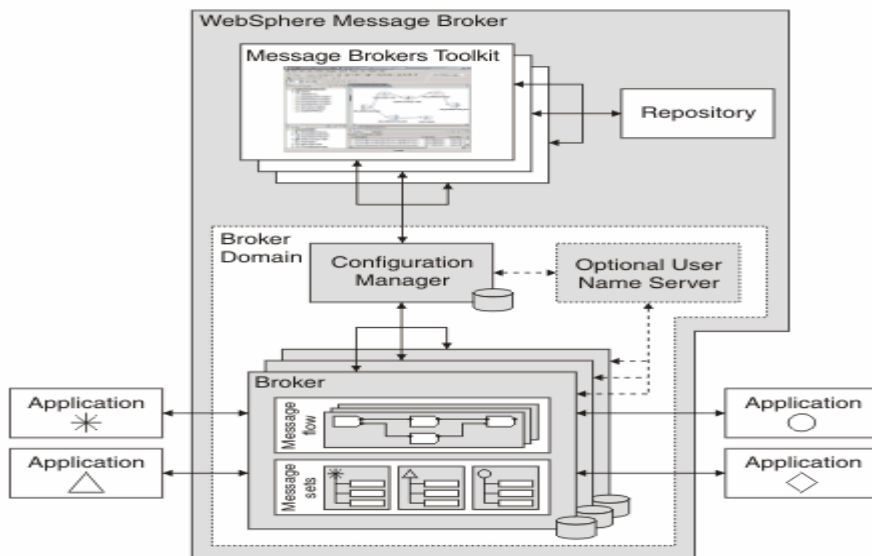 WebSphere Message Broker
Message Brokers Toolkit
Repository
Broker
Domain
Configuration
Manager
Optional User
Name Server
Broker
Message
flow
Message
sets
Application
Application
Application
Application